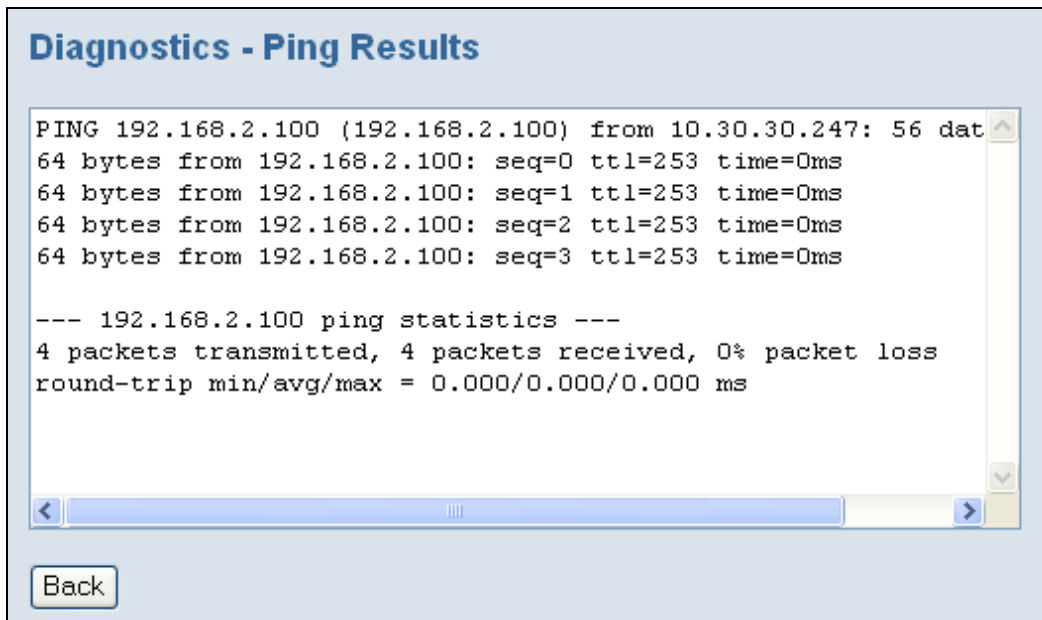 Diagnostics - Ping Results
PING 192.168.2.100 (192.168.2.100) from 10.30.30.247: 56 dat
64 bytes from 192.168.2.100: seq=0 ttl=253 time=0ms
64 bytes from 192.168.2.100: seq=1 ttl=253 time=0ms
64 bytes from 192.168.2.100: seq=2 ttl=253 time=0ms
64 bytes from 192.168.2.100: seq=3 ttl=253 time=0ms
--- 192.168.2.100 ping statistics ---
4 packets transmitted, 4 packets received, 0% packet loss
round-trip min/avg/max = 0.000/0.000/0.000 ms
Back